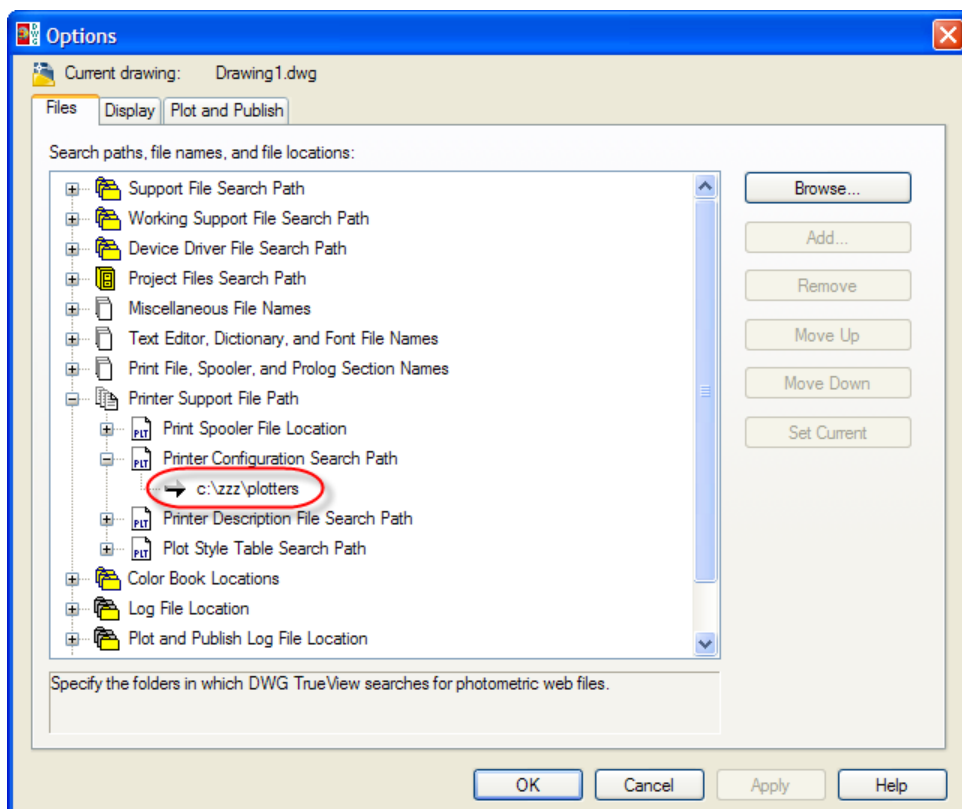 Options
Current drawing: Drawing1.dwg
Files Display Plot and Publish
Search paths, file names, and file locations:
Support File Search Path
Working Support File Search Path
Device Driver File Search Path
Project Files Search Path
Miscellaneous File Names
Text Editor, Dictionary, and Font File Names
Print File, Spooler, and Prolog Section Names
Printer Support File Path
PLT Print Spooler File Location
PLT Printer Configuration Search Path
c:\zzz\plotters
PLT Printer Description File Search Path
PLT Plot Style Table Search Path
Color Book Locations
Log File Location
Plot and Publish Log File Location
Browse...
Add...
Remove
Move Up
Move Down
Set Current
Specify the folders in which DWG TrueView searches for photometric web files.
OK Cancel Apply Help